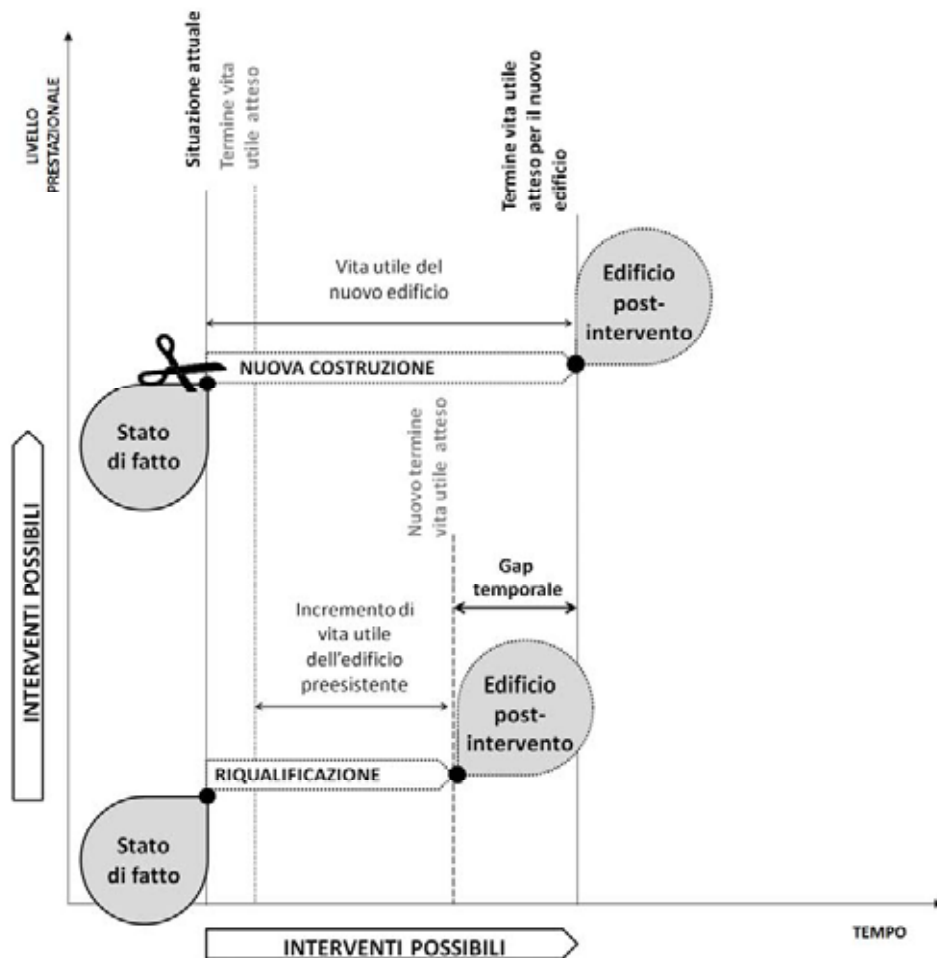 LIVELLO
PRESTAZIONALE
Situazione attuale
Termine vita
utile atteso
Termine vita utile
atteso per il nuovo
edificio
Vita utile del
nuovo edificio
Edificio
post-
intervento
NUOVA COSTRUZIONE
Stato
di fatto
Nuovo termine
vita utile atteso
Gap
temporale
INTERVENTI POSSIBILI
Incremento di
vita utile
dell'edificio
preesistente
Edificio
post-
intervento
RIQUALIFICAZIONE
Stato
di fatto
TEMPO
INTERVENTI POSSIBILI